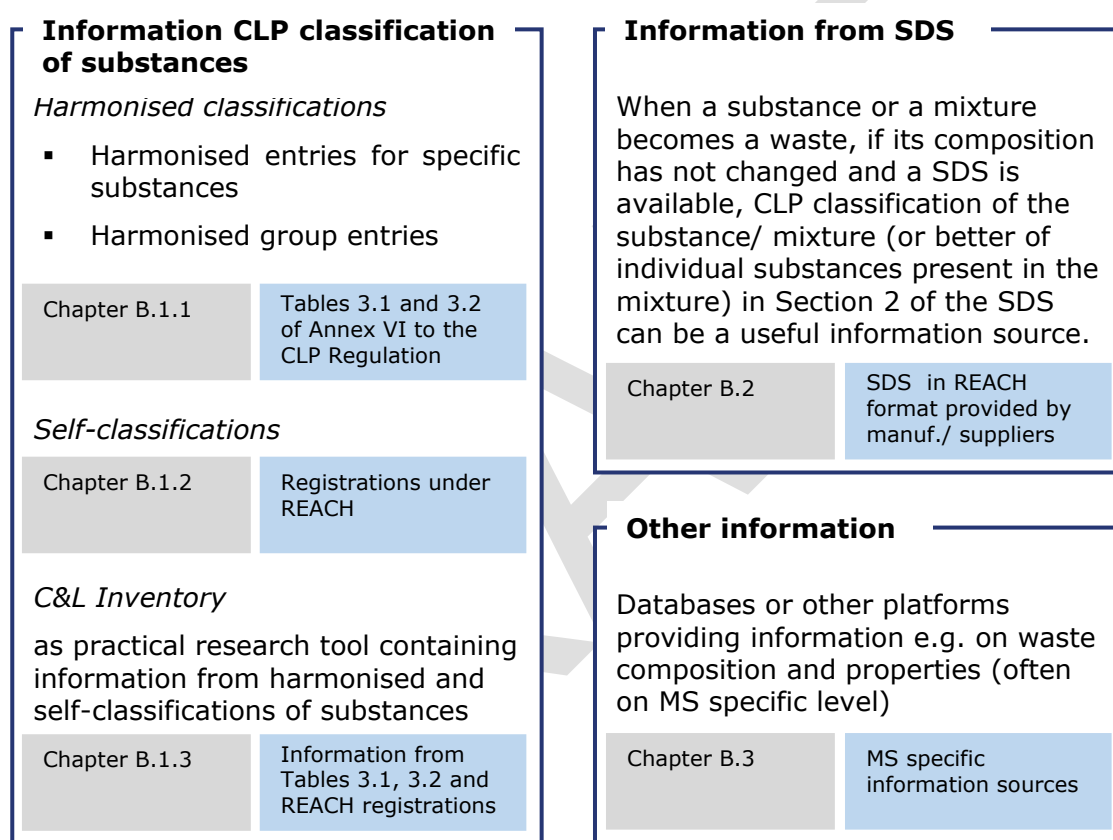 Information CLP classification
of substances
Harmonised classifications
▪ Harmonised entries for specific
substances
▪ Harmonised group entries
Chapter B.1.1
Tables 3.1 and 3.2
of Annex VI to the
CLP Regulation
Self-classifications
Chapter B.1.2
Registrations under
REACH
C&L Inventory
as practical research tool containing
information from harmonised and
self-classifications of substances
Chapter B.1.3
Information from
Tables 3.1, 3.2 and
REACH registrations
Information from SDS
When a substance or a mixture
becomes a waste, if its composition
has not changed and a SDS is
available, CLP classification of the
substance/ mixture (or better of
individual substances present in the
mixture) in Section 2 of the SDS
can be a useful information source.
Chapter B.2
SDS in REACH
format provided by
manuf./ suppliers
Other information
Databases or other platforms
providing information e.g. on waste
composition and properties (often
on MS specific level)
Chapter B.3
MS specific
information sources